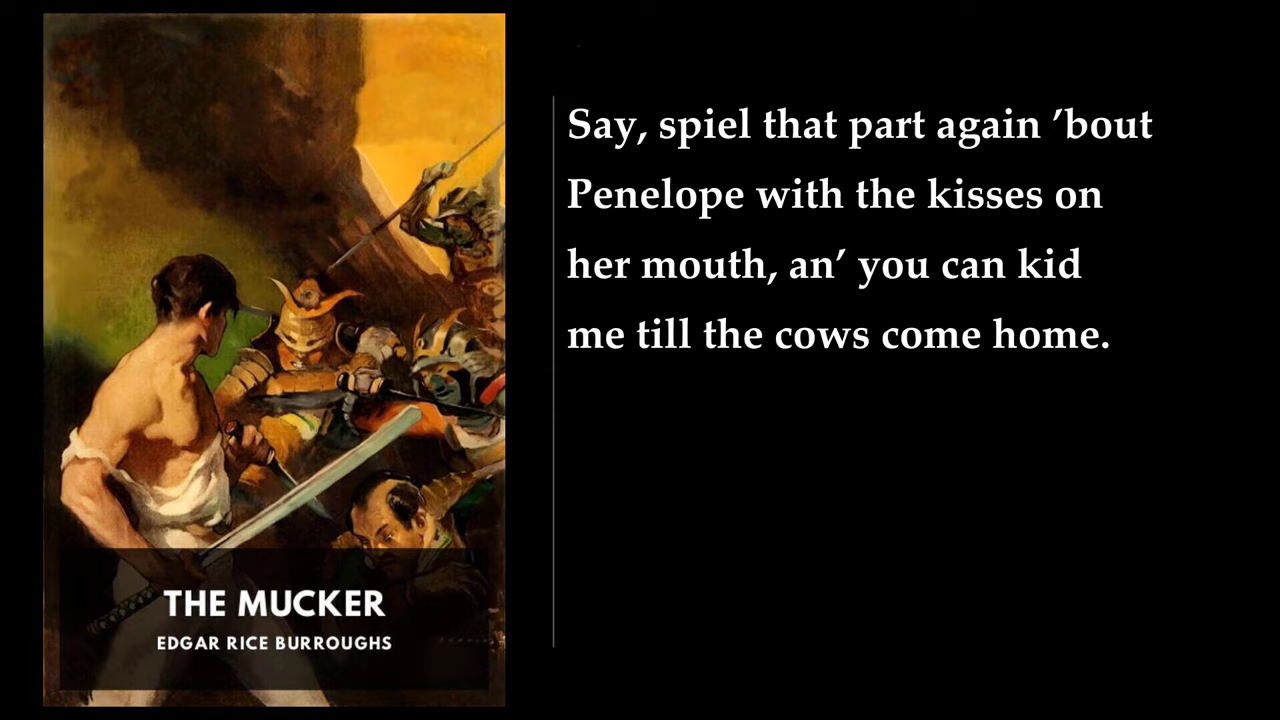 Say, spiel that part again ’bout
Penelope with the kisses on
her mouth, an’ you can kid
me till the cows come home.
THE MUCKER
EDGAR RICE BURROUGHS